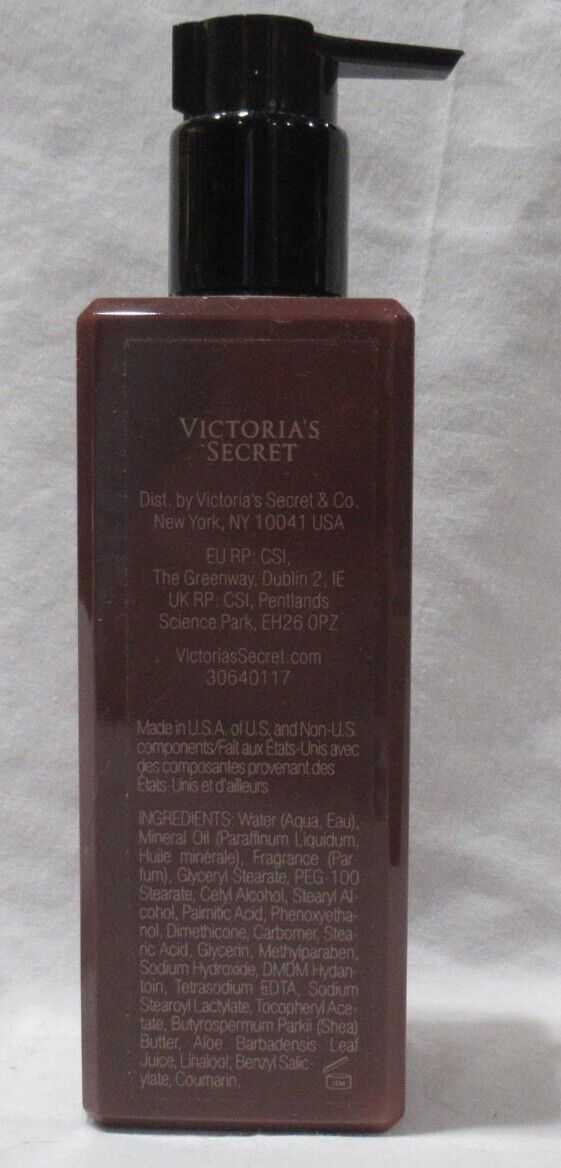 VICTORIA'S
SECRET
Dist. by Victoria's Secret & Co.
New York, NY 10041 USA
EU RP: CSI,
The Greenway, Dublin 2, IE
UK RP: CSI, Pentlands
Science Park, EH26 0PZ
VictoriasSecret.com
30640117
Made in U.S.A. of U.S. and Non-U.S.
components/Fait aux États-Unis avec
des composantes provenant des
États-Unis et d'ailleurs
INGREDIENTS: Water (Aqua, Eau),
Mineral Oil (Paraffinum Liquidum,
Huile minérale), Fragrance (Par-
fum), Glyceryl Stearate, PEG-100
Stearate, Cetyl Alcohol, Stearyl Al-
cohol, Palmitic Acid, Phenoxyetha-
nol, Dimethicone, Carbomer, Stea-
ric Acid, Glycerin, Methylparaben,
Sodium Hydroxide, DMDM Hydan-
toin, Tetrasodium EDTA, Sodium
Stearoyl Lactylate, Tocopheryl Ace-
tate, Butyrospermum Parkii (Shea)
Butter, Aloe Barbadensis Leaf
Juice, Linalool, Benzyl Salic-
ylate, Coumarin.
12M